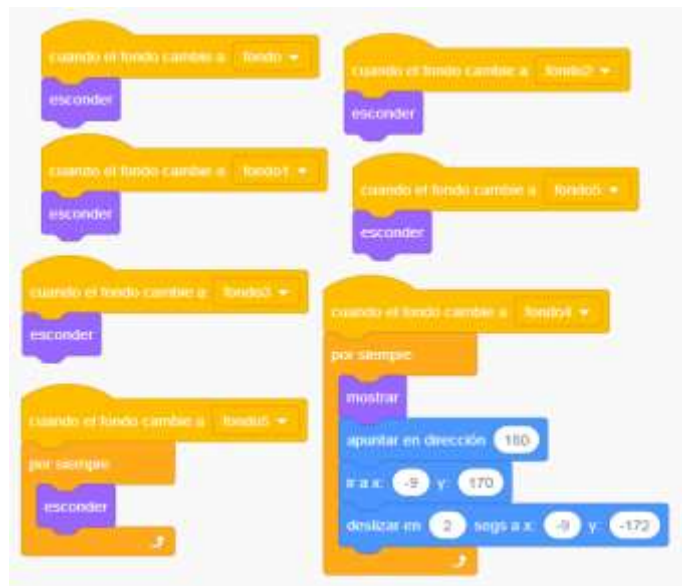 cuando el fondo cambie a fondo
esconder
cuando el fondo cambie a fondo2
esconder
cuando el fondo cambie a fondo1
esconder
cuando el fondo cambie a fondo5
esconder
cuando el fondo cambie a fondo3
esconder
cuando el fondo cambie a fondo4
por siempre
mostrar
apuntar en dirección 180
ir a x: -9 y: 170
deslizar en 2 segs a x: -9 y: -172
cuando el fondo cambie a
por siempre
esconder